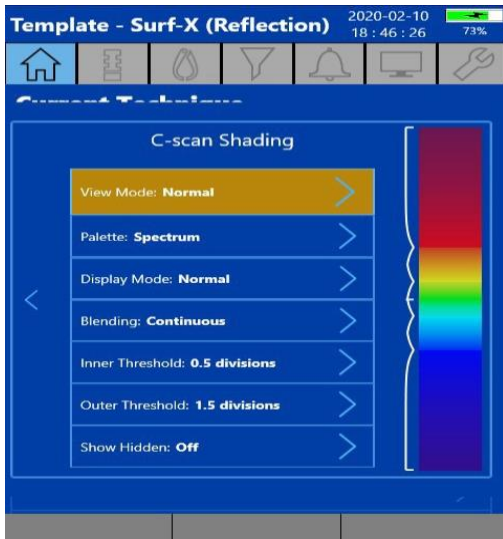 Template - Surf-X (Reflection)
2020-02-10
18 : 46 : 26
73%
C-scan Shading
View Mode: Normal
Palette: Spectrum
Display Mode: Normal
Blending: Continuous
Inner Threshold: 0.5 divisions
Outer Threshold: 1.5 divisions
Show Hidden: Off